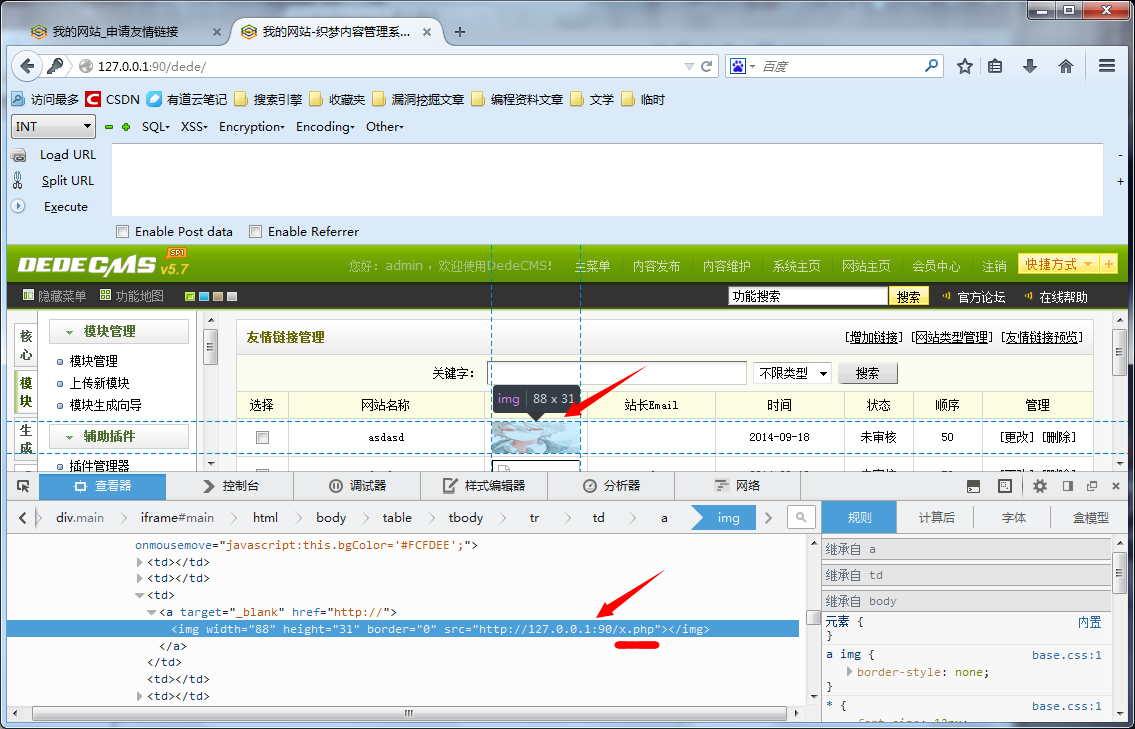 我的网站_申请友情链接
我的网站-织梦内容管理系...
127.0.0.1:90/dede/
百度
访问最多 CSDN 有道云笔记 搜索引擎 收藏夹 漏洞挖掘文章 编程资料文章 文学 临时
INT SQL- XSS- Encryption- Encoding- Other-
Load URL
Split URL
Execute
- 
+
Enable Post data Enable Referrer
DEDECMS SP1 v5.7
您好：admin ，欢迎使用DedeCMS！ 主菜单 内容发布 内容维护 系统主页 网站主页 会员中心 注销 快捷方式 +
隐藏菜单 功能地图 功能搜索 搜索 官方论坛 在线帮助
核心
模块
生成
模块管理
模块管理
上传新模块
模块生成向导
辅助插件
插件管理器
友情链接管理 [增加链接] [网站类型管理] [友情链接预览]
关键字： 不限类型 搜索
选择 网站名称 站长Email 时间 状态 顺序 管理
img 88 x 31
asdasd 2014-09-18 未审核 50 [更改] [删除]
查看器 控制台 调试器 样式编辑器 分析器 网络
div.main iframe#main html body table tbody tr td a img
规则 计算后 字体 盒模型
onmousemove="javascript:this.bgColor='#FCFDEE';">
<td></td>
<td></td>
<td>
<a target="_blank" href="http://">
<img width="88" height="31" border="0" src="http://127.0.0.1:90/x.php"></img>
</a>
</td>
<td></td>
<td></td>
继承自 a
继承自 td
继承自 body
元素 { 内置
}
a img { base.css:1
border-style: none;
}
* { base.css:1